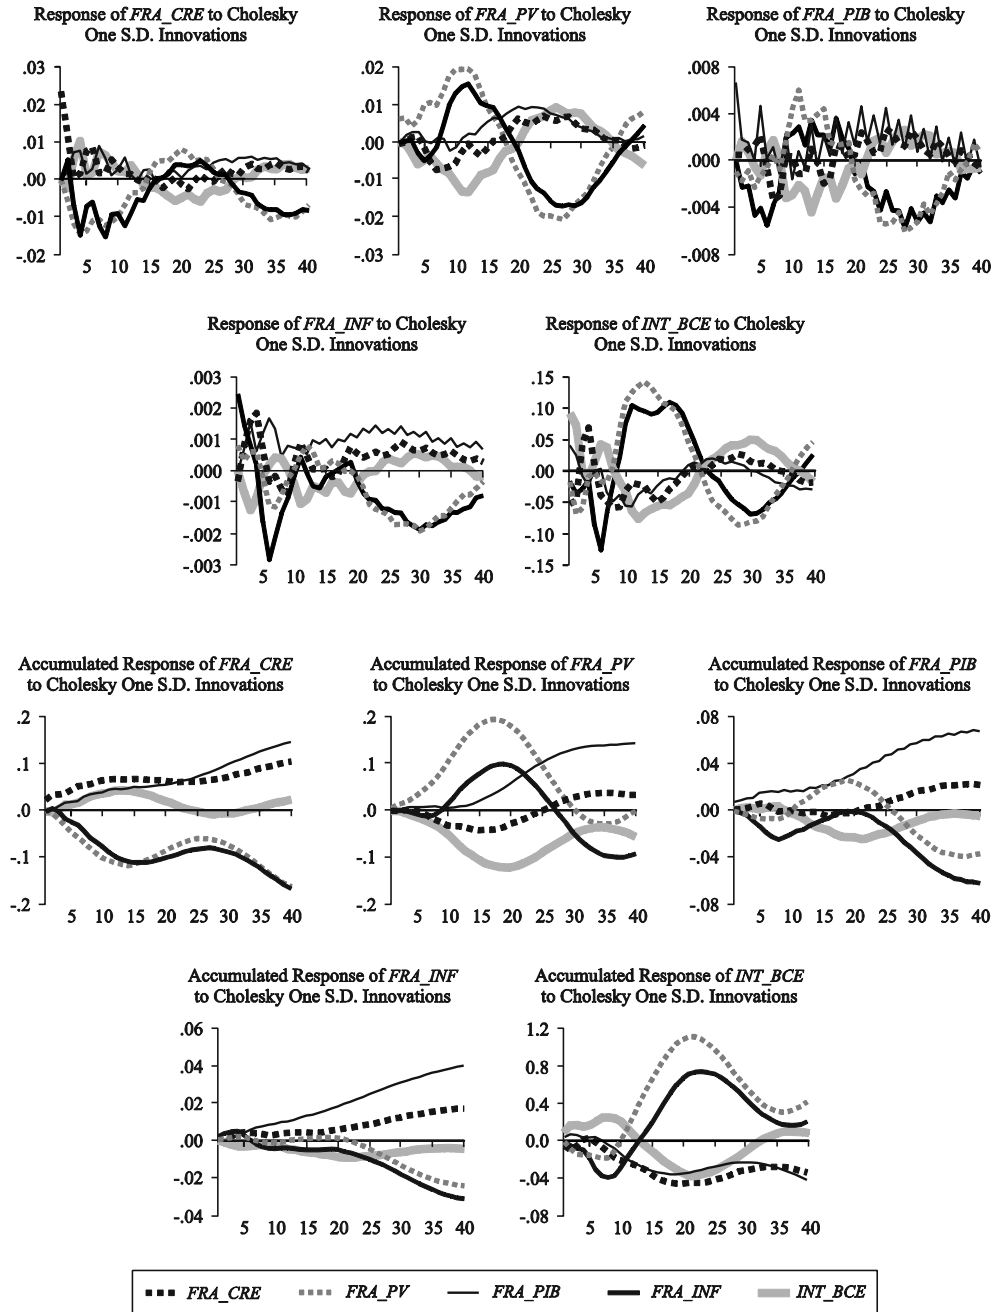 Response of FRA_CRE to Cholesky
One S.D. Innovations
.03
.02
.01
.00
-.01
-.02
5 10 15 20 25 30 35 40
Response of FRA_PV to Cholesky
One S.D. Innovations
.02
.01
.00
-.01
-.02
-.03
5 10 15 20 25 30 35 40
Response of FRA_PIB to Cholesky
One S.D. Innovations
.008
.004
.000
-.004
-.008
5 10 15 20 25 30 35 40
Response of FRA_INF to Cholesky
One S.D. Innovations
.003
.002
.001
.000
-.001
-.002
-.003
5 10 15 20 25 30 35 40
Response of INT_BCE to Cholesky
One S.D. Innovations
.15
.10
.05
.00
-.05
-.10
-.15
5 10 15 20 25 30 35 40
Accumulated Response of FRA_CRE
to Cholesky One S.D. Innovations
.2
.1
.0
-.1
-.2
5 10 15 20 25 30 35 40
Accumulated Response of FRA_PV
to Cholesky One S.D. Innovations
.2
.1
.0
-.1
-.2
5 10 15 20 25 30 35 40
Accumulated Response of FRA_PIB
to Cholesky One S.D. Innovations
.08
.04
.00
-.04
-.08
5 10 15 20 25 30 35 40
Accumulated Response of FRA_INF
to Cholesky One S.D. Innovations
.06
.04
.02
.00
-.02
-.04
5 10 15 20 25 30 35 40
Accumulated Response of INT_BCE
to Cholesky One S.D. Innovations
1.2
0.8
0.4
0.0
-.04
-.08
5 10 15 20 25 30 35 40
FRA_CRE FRA_PV FRA_PIB FRA_INF INT_BCE